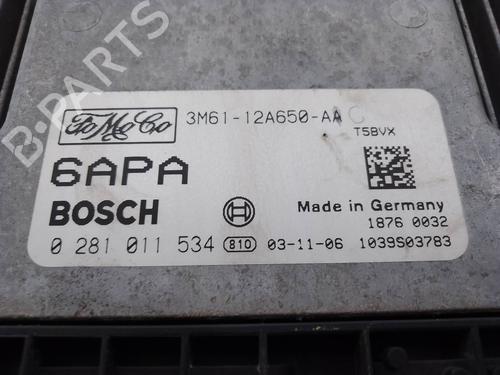 B-PARTS
FoMoCo
3M61-12A650-AA C
T5BVX
6APA
BOSCH
Made in Germany
1876 0032
0 281 011 534 810 03-11-06 1039S03783